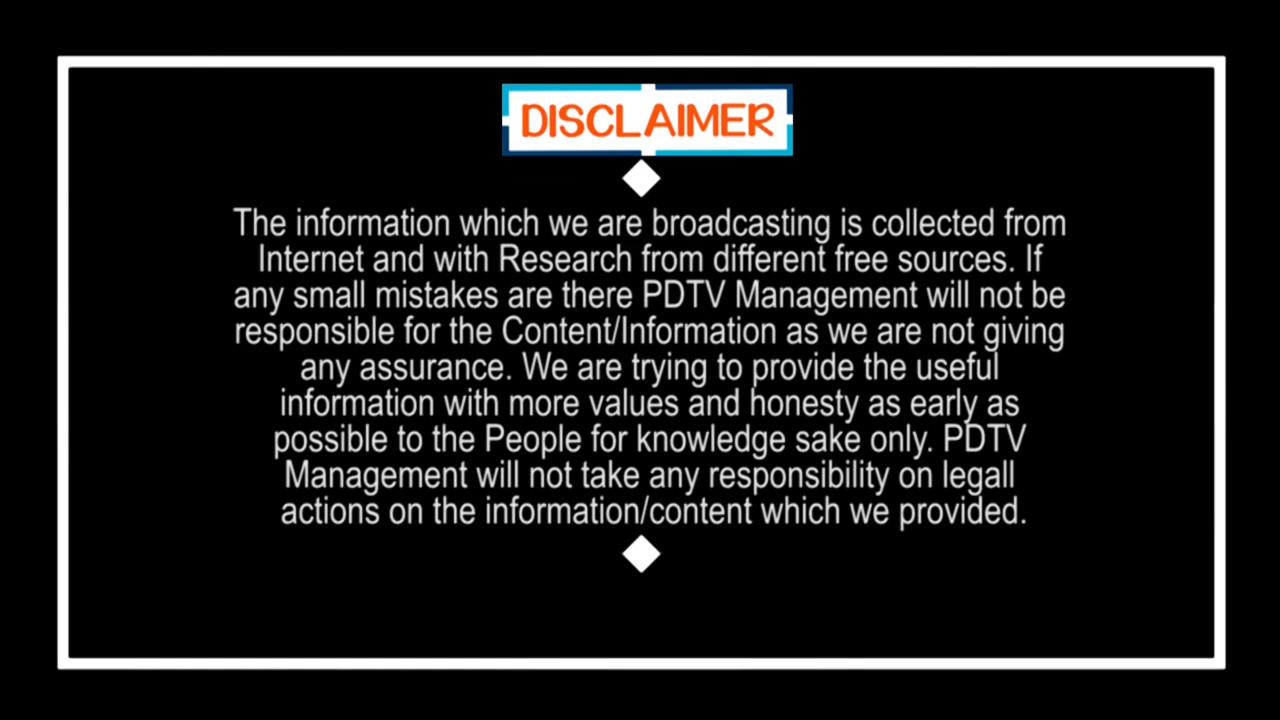 DISCLAIMER
The information which we are broadcasting is collected from
Internet and with Research from different free sources. If
any small mistakes are there PDTV Management will not be
responsible for the Content/Information as we are not giving
any assurance. We are trying to provide the useful
information with more values and honesty as early as
possible to the People for knowledge sake only. PDTV
Management will not take any responsibility on legall
actions on the information/content which we provided.